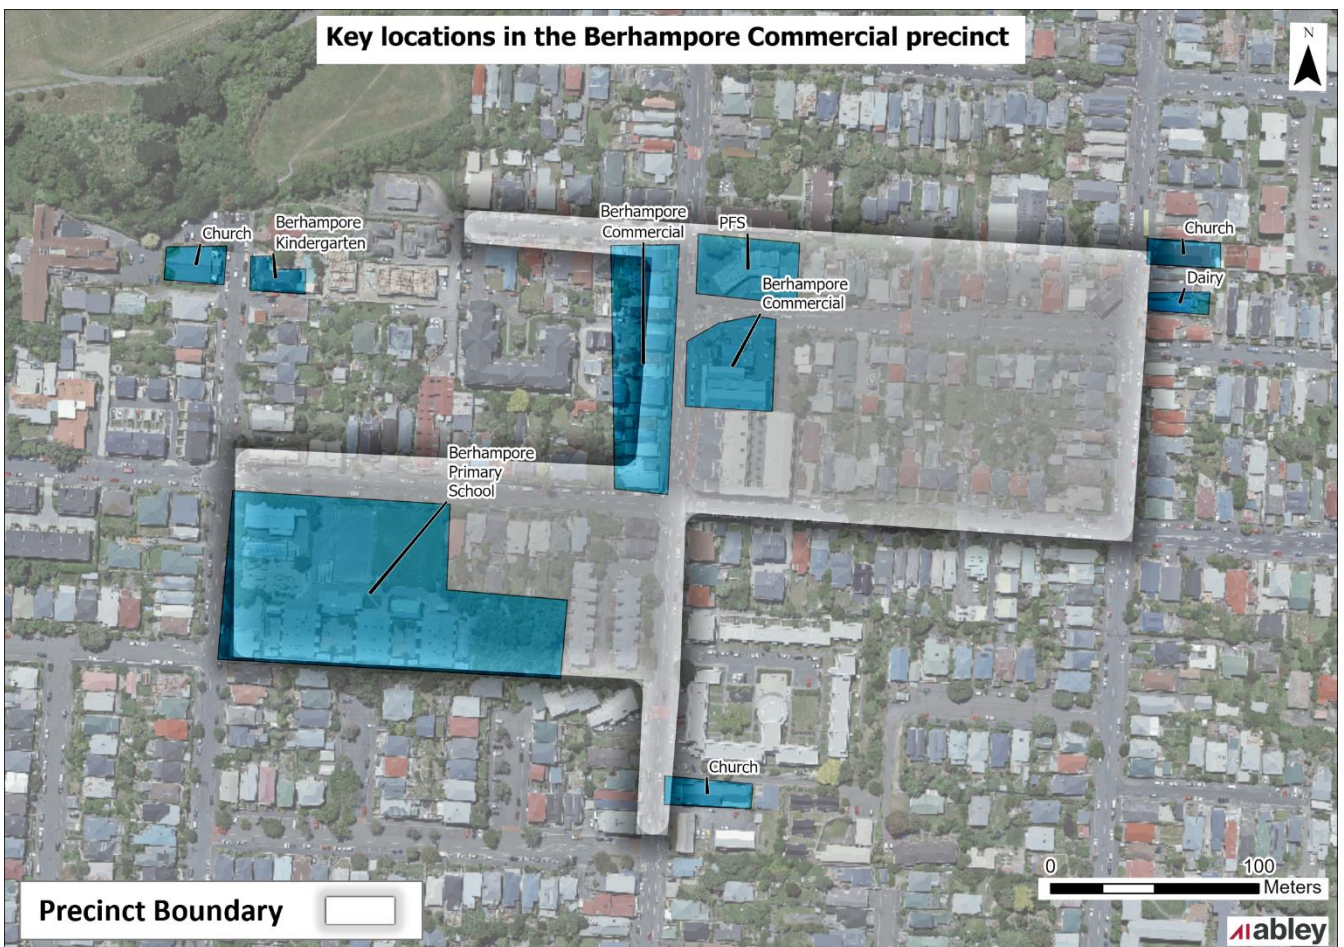 Key locations in the Berhampore Commercial precinct
N
Berhampore
Commercial
PFS
Berhampore
Kindergarten
Church
Church
Dairy
Berhampore
Commercial
Berhampore
Primary
School
Church
0
100
Meters
Precinct Boundary
abley